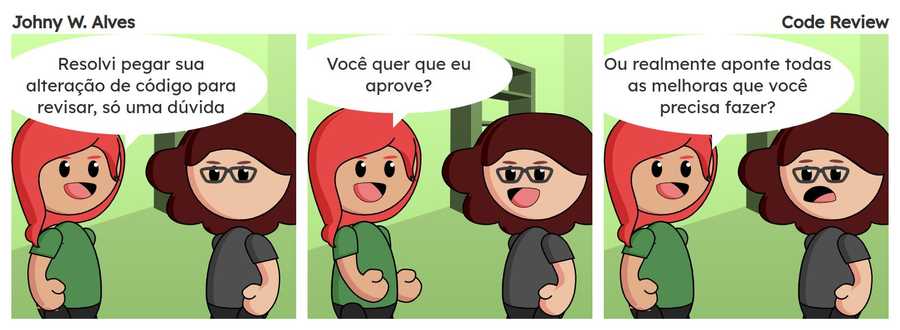 Johny W. Alves
Code Review
Resolvi pegar sua
alteração de código para
revisar, só uma dúvida
Você quer que eu
aprove?
Ou realmente aponte todas
as melhoras que você
precisa fazer?